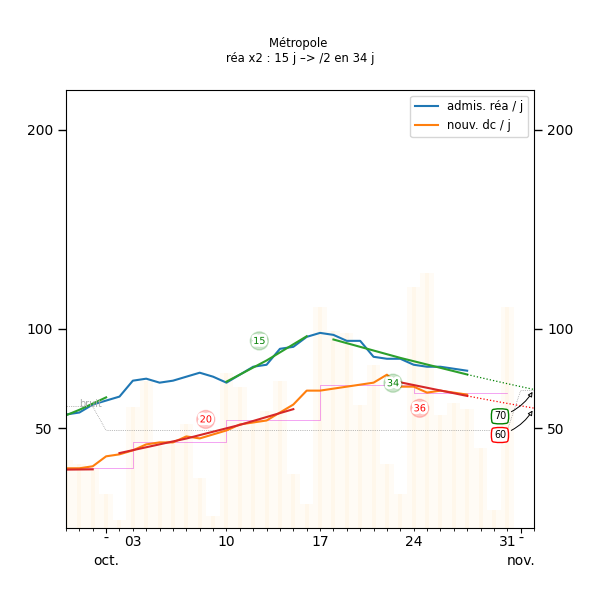 Métropole
réa x2 : 15 j –> /2 en 34 j
admis. réa / j
nouv. dc / j
200
200
100
100
50
50
brut
15
20
34
36
70
60
03
10
17
24
31
oct.
nov.